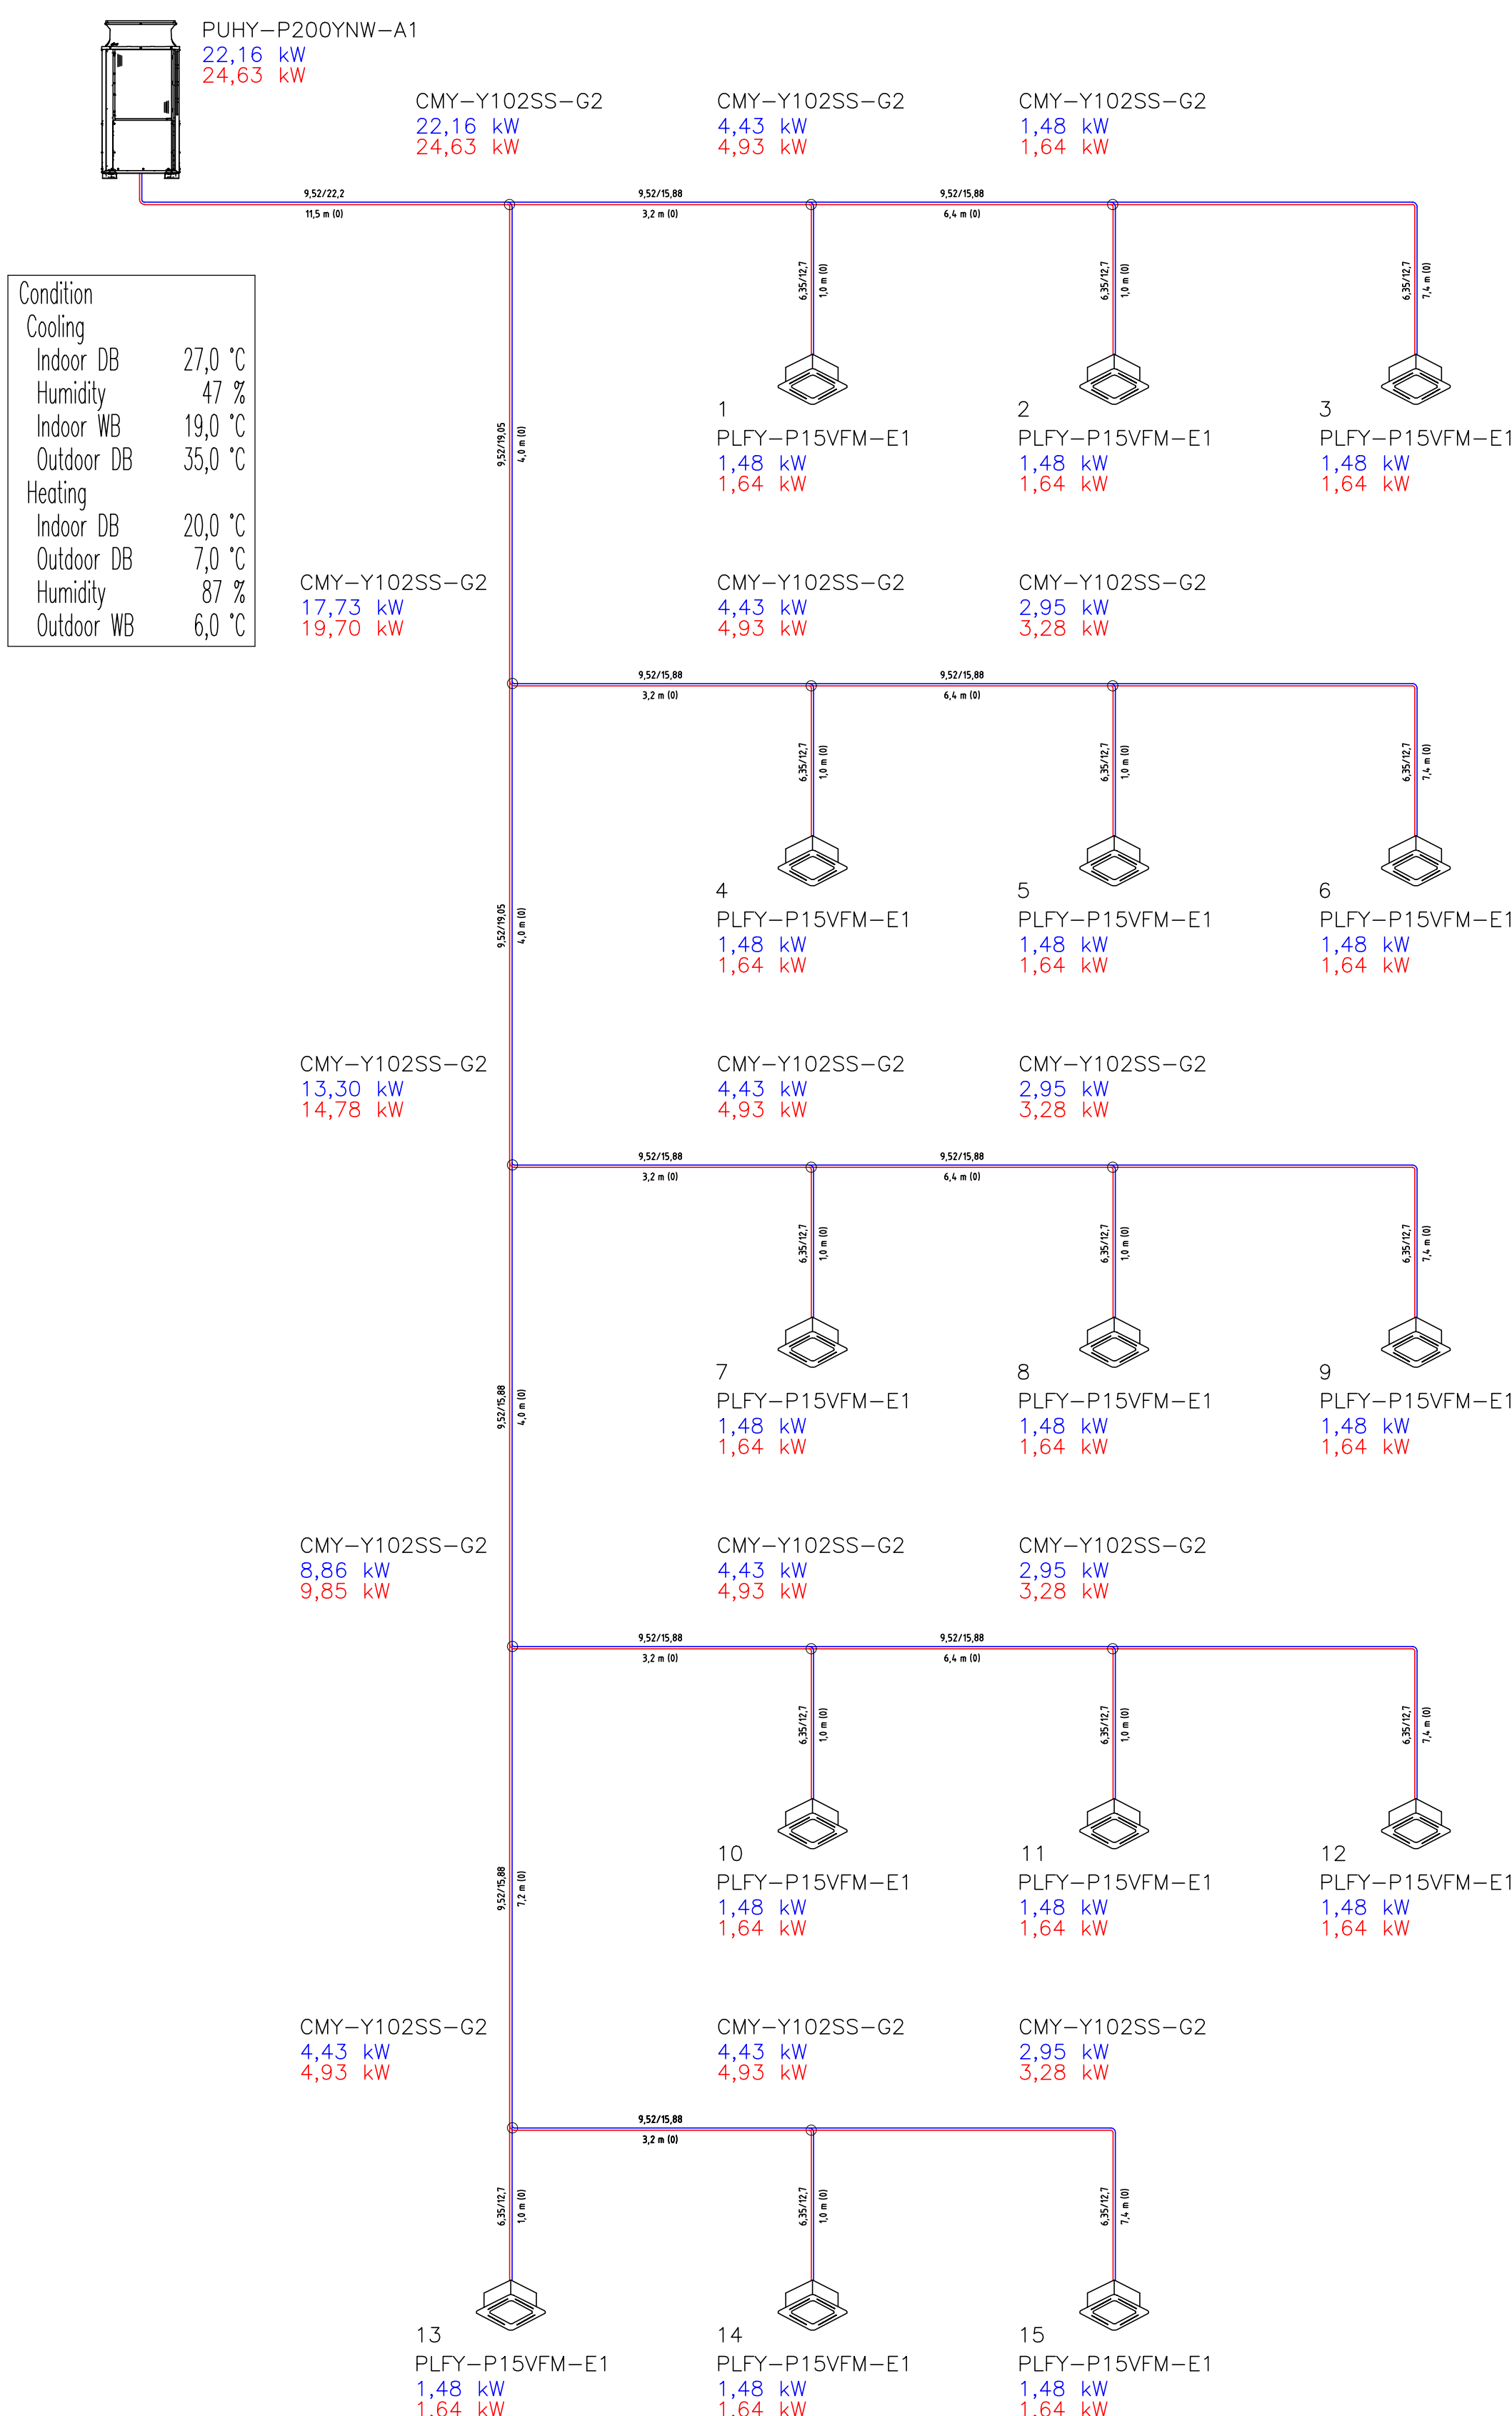 PUHY-P200YNW-A1
22,16 kW
24,63 kW
CMY-Y102SS-G2
22,16 kW
24,63 kW
CMY-Y102SS-G2
4,43 kW
4,93 kW
CMY-Y102SS-G2
1,48 kW
1,64 kW
9,52/22,2
11,5 m (0)
9,52/15,88
3,2 m (0)
9,52/15,88
6,4 m (0)
6,35/12,7
1,0 m (0)
6,35/12,7
1,0 m (0)
6,35/12,7
7,4 m (0)
Condition
Cooling
Indoor DB 27,0 °C
Humidity 47 %
Indoor WB 19,0 °C
Outdoor DB 35,0 °C
Heating
Indoor DB 20,0 °C
Outdoor DB 7,0 °C
Humidity 87 %
Outdoor WB 6,0 °C
9,52/19,05
4,0 m (0)
1
PLFY-P15VFM-E1
1,48 kW
1,64 kW
2
PLFY-P15VFM-E1
1,48 kW
1,64 kW
3
PLFY-P15VFM-E1
1,48 kW
1,64 kW
CMY-Y102SS-G2
17,73 kW
19,70 kW
CMY-Y102SS-G2
4,43 kW
4,93 kW
CMY-Y102SS-G2
2,95 kW
3,28 kW
9,52/15,88
3,2 m (0)
9,52/15,88
6,4 m (0)
6,35/12,7
1,0 m (0)
6,35/12,7
1,0 m (0)
6,35/12,7
7,4 m (0)
9,52/19,05
4,0 m (0)
4
PLFY-P15VFM-E1
1,48 kW
1,64 kW
5
PLFY-P15VFM-E1
1,48 kW
1,64 kW
6
PLFY-P15VFM-E1
1,48 kW
1,64 kW
CMY-Y102SS-G2
13,30 kW
14,78 kW
CMY-Y102SS-G2
4,43 kW
4,93 kW
CMY-Y102SS-G2
2,95 kW
3,28 kW
9,52/15,88
3,2 m (0)
9,52/15,88
6,4 m (0)
6,35/12,7
1,0 m (0)
6,35/12,7
1,0 m (0)
6,35/12,7
7,4 m (0)
9,52/15,88
4,0 m (0)
7
PLFY-P15VFM-E1
1,48 kW
1,64 kW
8
PLFY-P15VFM-E1
1,48 kW
1,64 kW
9
PLFY-P15VFM-E1
1,48 kW
1,64 kW
CMY-Y102SS-G2
8,86 kW
9,85 kW
CMY-Y102SS-G2
4,43 kW
4,93 kW
CMY-Y102SS-G2
2,95 kW
3,28 kW
9,52/15,88
3,2 m (0)
9,52/15,88
6,4 m (0)
6,35/12,7
1,0 m (0)
6,35/12,7
1,0 m (0)
6,35/12,7
7,4 m (0)
9,52/15,88
7,2 m (0)
10
PLFY-P15VFM-E1
1,48 kW
1,64 kW
11
PLFY-P15VFM-E1
1,48 kW
1,64 kW
12
PLFY-P15VFM-E1
1,48 kW
1,64 kW
CMY-Y102SS-G2
4,43 kW
4,93 kW
CMY-Y102SS-G2
4,43 kW
4,93 kW
CMY-Y102SS-G2
2,95 kW
3,28 kW
9,52/15,88
3,2 m (0)
6,35/12,7
1,0 m (0)
6,35/12,7
1,0 m (0)
6,35/12,7
7,4 m (0)
13
PLFY-P15VFM-E1
1,48 kW
1,64 kW
14
PLFY-P15VFM-E1
1,48 kW
1,64 kW
15
PLFY-P15VFM-E1
1,48 kW
1,64 kW